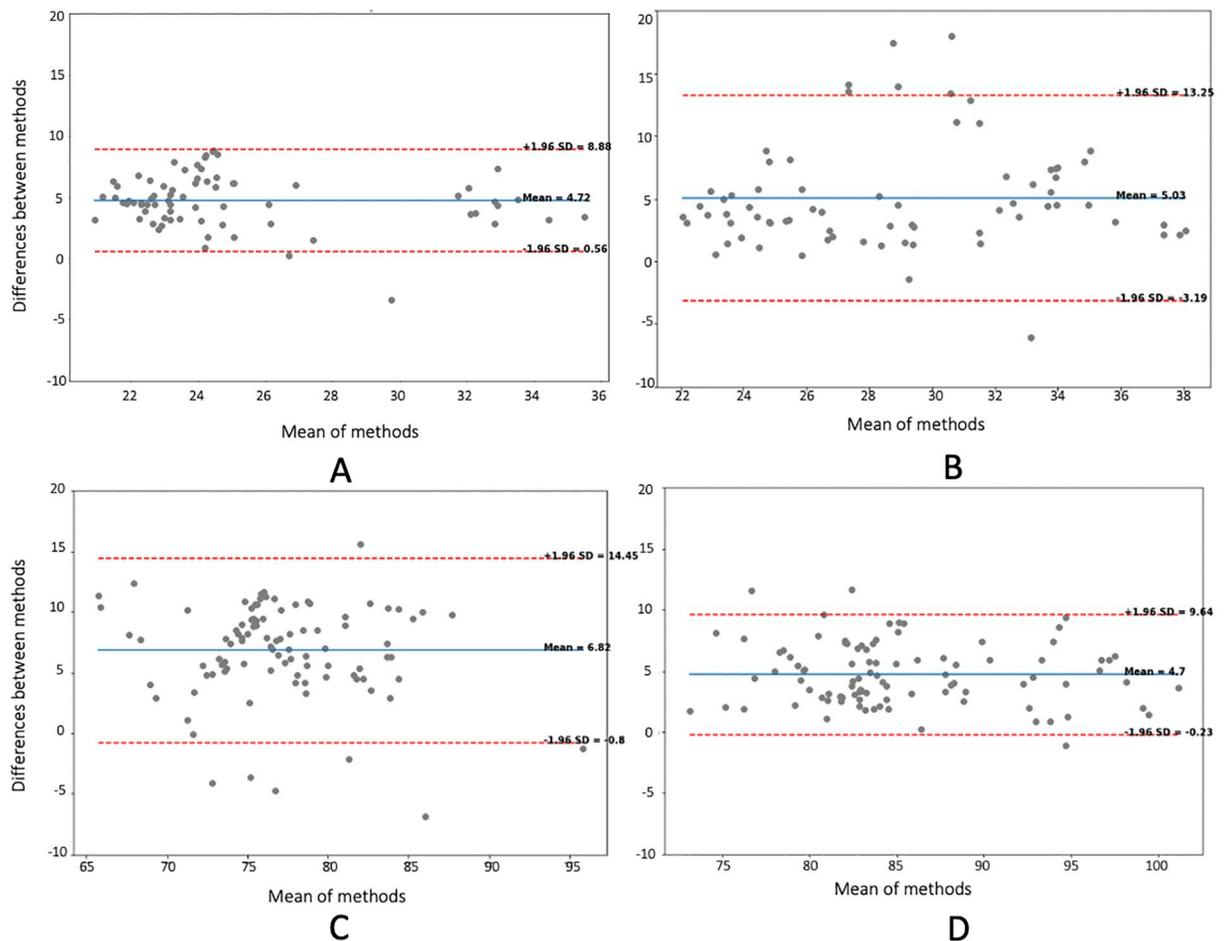 20
15
10
5
0
-5
-10
22
24
26
28
30
32
34
36
+1.96 SD = 8.88
Mean = 4.72
-1.96 SD = 0.56
Differences between methods
Mean of methods
A
20
15
10
5
0
-5
-10
22
24
26
28
30
32
34
36
38
+1.96 SD = 13.25
Mean = 5.03
-1.96 SD = -3.19
Mean of methods
B
20
15
10
5
0
-5
-10
65
70
75
80
85
90
95
+1.96 SD = 14.45
Mean = 6.82
-1.96 SD = -0.8
Differences between methods
Mean of methods
C
20
15
10
5
0
-5
-10
75
80
85
90
95
100
+1.96 SD = 9.64
Mean = 4.7
-1.96 SD = -0.23
Mean of methods
D